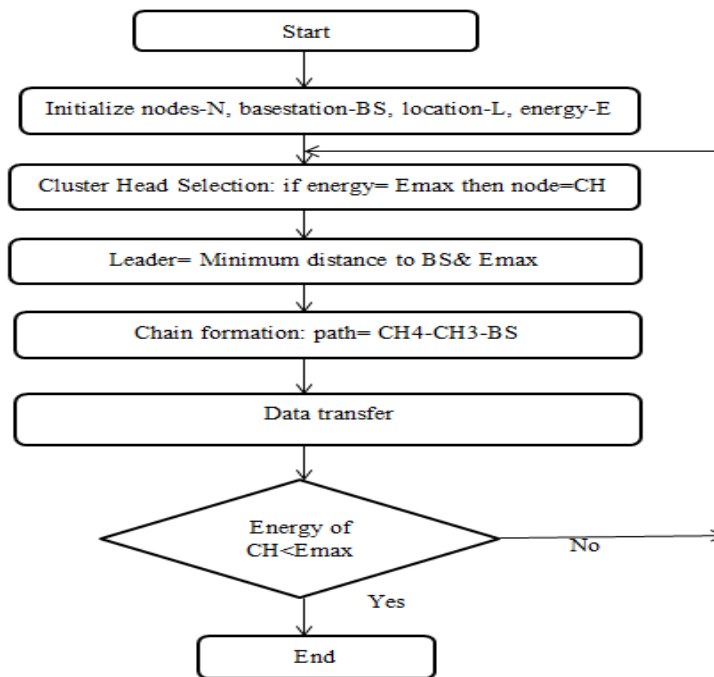 Start
Initialize nodes-N, basestation-BS, location-L, energy-E
Cluster Head Selection: if energy= Emax then node=CH
Leader= Minimum distance to BS& Emax
Chain formation: path= CH4-CH3-BS
Data transfer
Energy of
CH<Emax
No
Yes
End